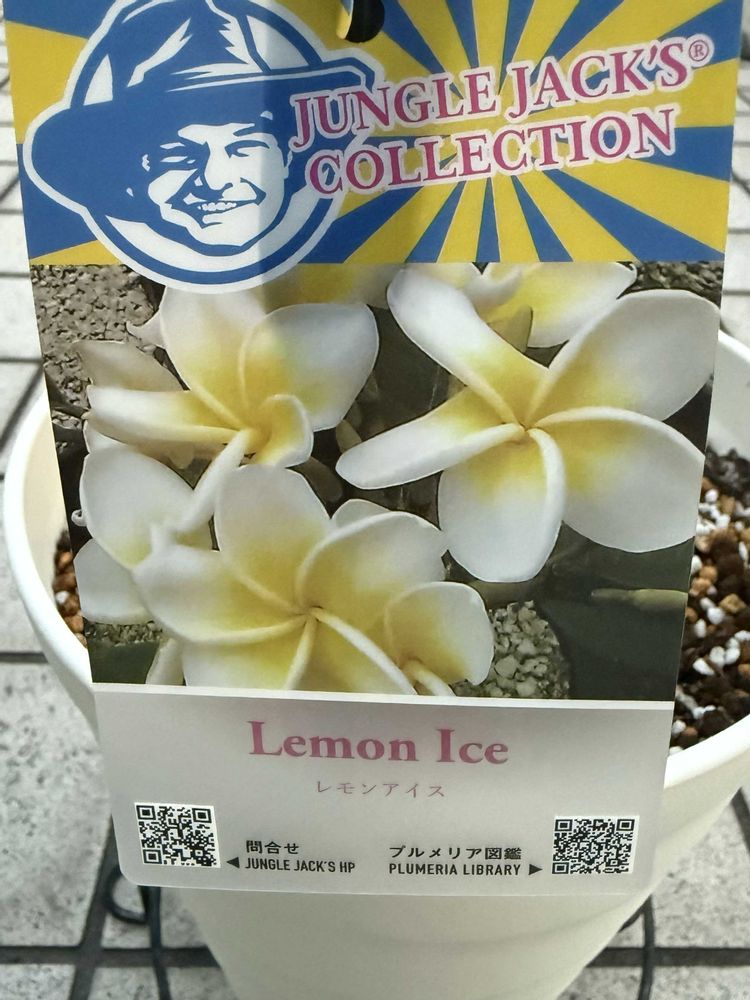 JUNGLE JACK'S®
COLLECTION
Lemon Ice
レモンアイス
問合せ
◀ JUNGLE JACK'S HP
プルメリア図鑑
PLUMERIA LIBRARY ▶